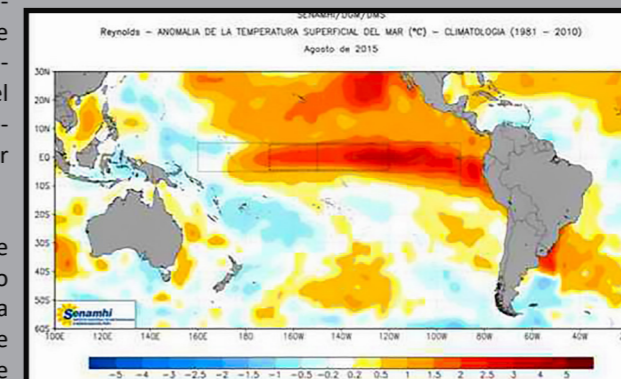 SENAMHI/DGM/DMS
Reynolds - ANOMALIA DE LA TEMPERATURA SUPERFICIAL DEL MAR (°C) - CLIMATOLOGIA (1981 - 2010)
Agosto de 2015
30N
20N
10N
EQ
10S
20S
30S
40S
50S
60S
100E 120E 140E 160E 180 160W 140W 120W 100W 80W 60W 40W
Senamhi
-5 -4 -3 -2.5 -2 -1.5 -1 -0.5 -0.2 0.2 0.5 1 1.5 2 2.5 3 4 5
e
el
r
e
o
a
e
e